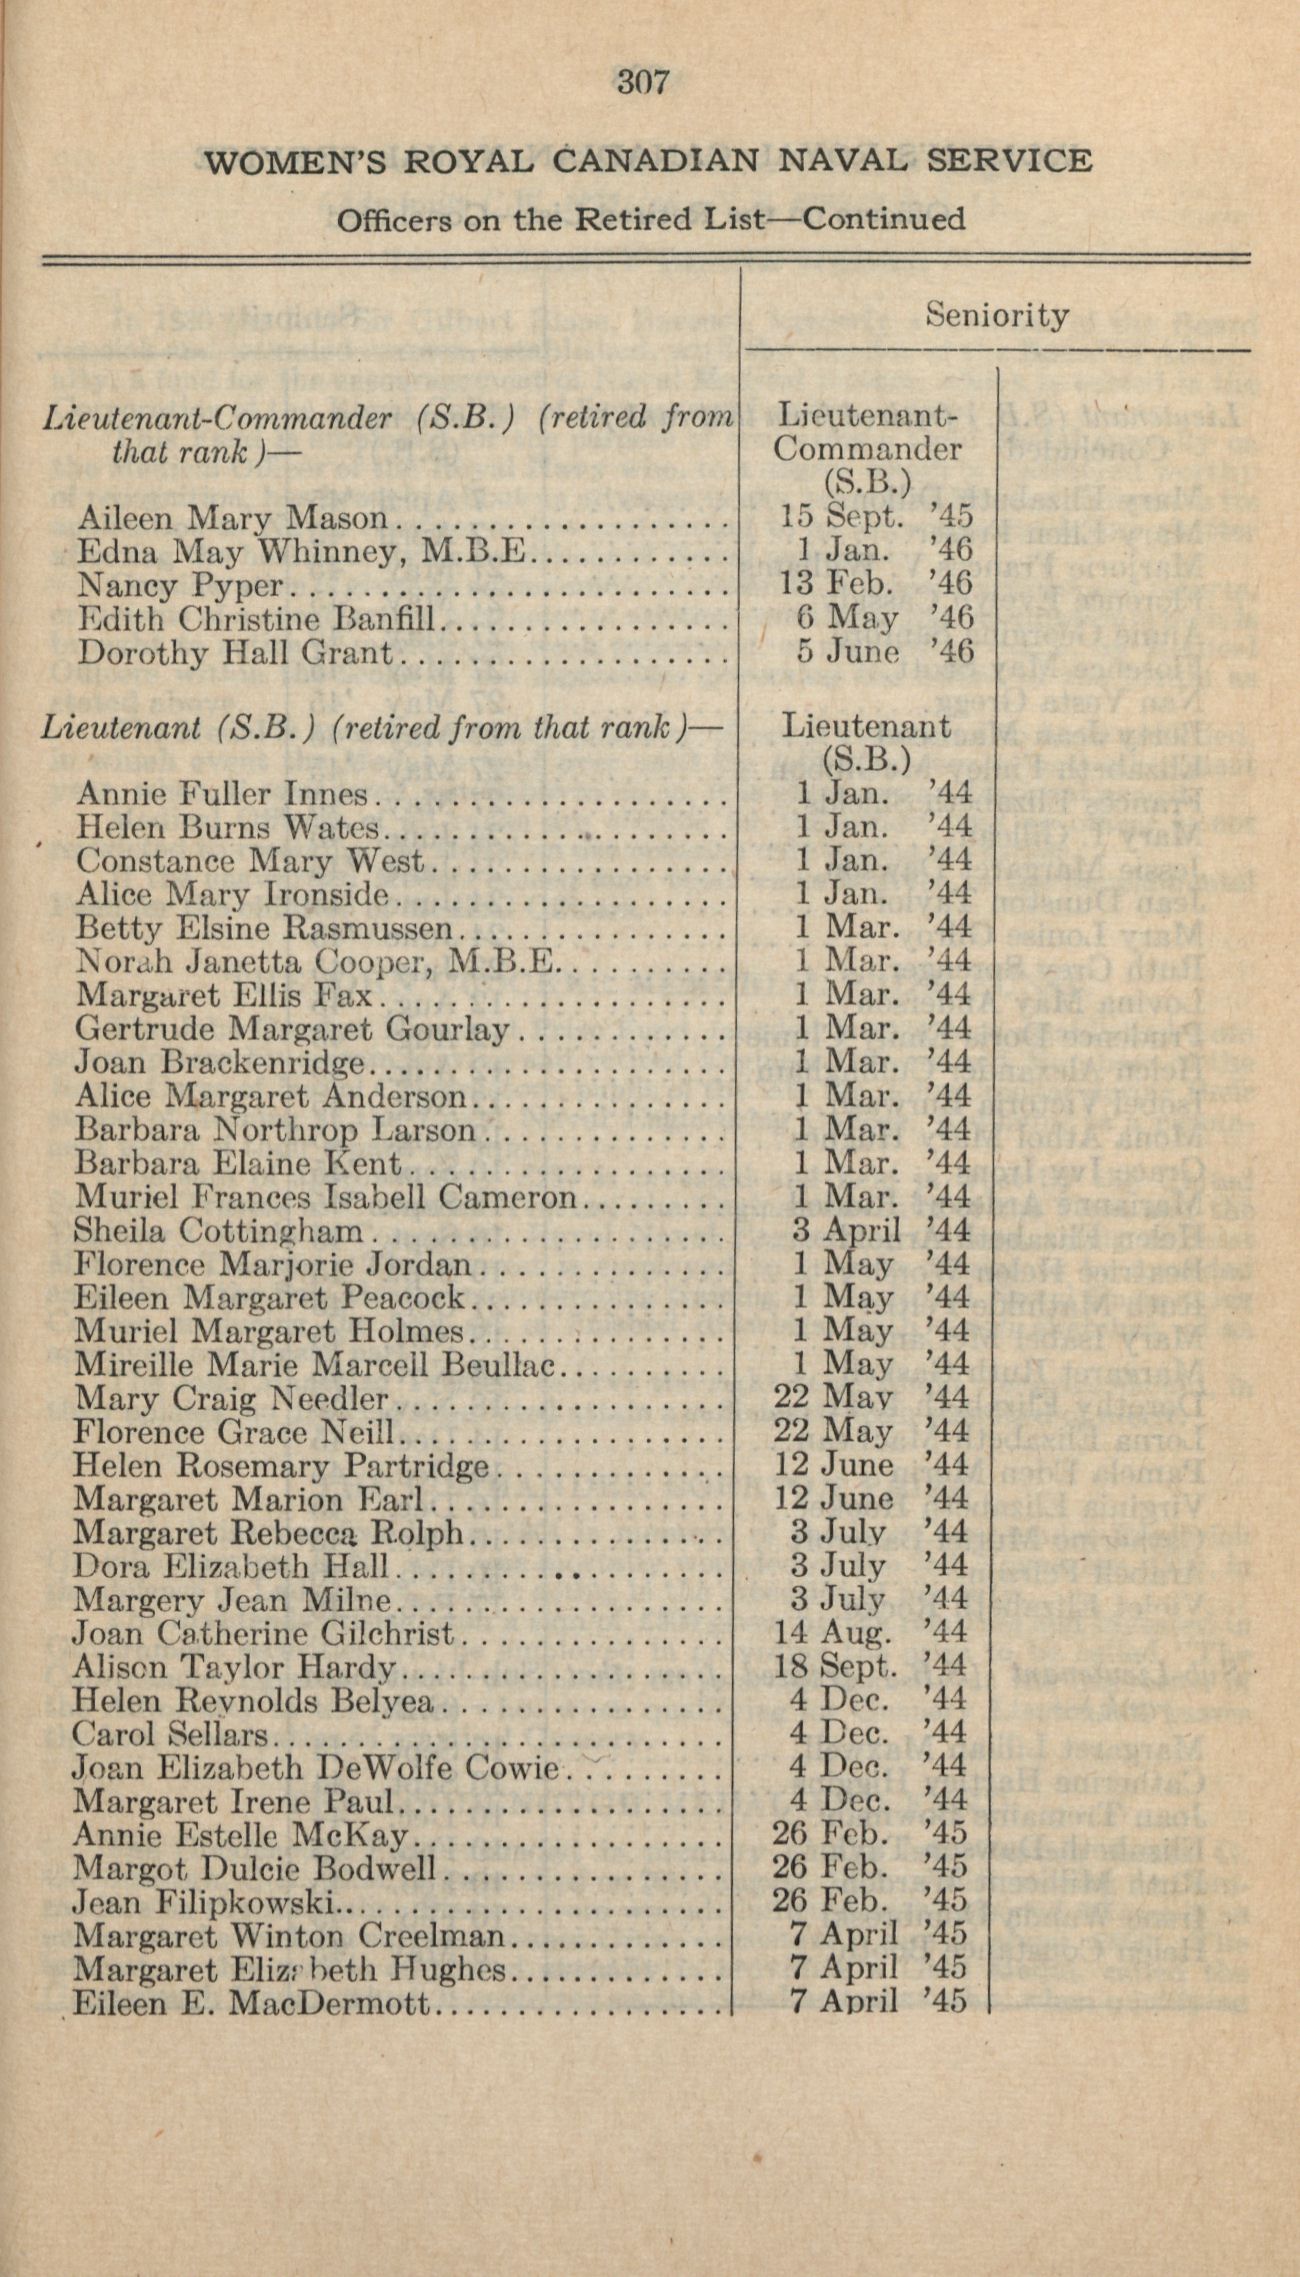 307
WOMEN'S ROYAL CANADIAN NAVAL SERVICE
Officers on the Retired List—Continued
Seniority
Lieutenant-Commander (S.B.) (retired from that rank)—
Lieutenant-Commander (S.B.)
Aileen Mary Mason.................... 15 Sept. '45
Edna May Whinney, M.B.E............ 1 Jan. '46
Nancy Pyper.......................... 13 Feb. '46
Edith Christine Banfill.................. 6 May '46
Dorothy Hall Grant.................... 5 June '46
Lieutenant (S.B.) (retired from that rank)—
Lieutenant (S.B.)
Annie Fuller Innes..................... 1 Jan. '44
Helen Burns Wates..................... 1 Jan. '44
Constance Mary West.................. 1 Jan. '44
Alice Mary Ironside.................... 1 Jan. '44
Betty Elsine Rasmussen................ 1 Mar. '44
Norah Janetta Cooper, M.B.E.......... 1 Mar. '44
Margaret Ellis Fax..................... 1 Mar. '44
Gertrude Margaret Gourlay............. 1 Mar. '44
Joan Brackenridge...................... 1 Mar. '44
Alice Margaret Anderson............... 1 Mar. '44
Barbara Northrop Larson............... 1 Mar. '44
Barbara Elaine Kent................... 1 Mar. '44
Muriel Frances Isabell Cameron......... 1 Mar. '44
Sheila Cottingham..................... 3 April '44
Florence Marjorie Jordan............... 1 May '44
Eileen Margaret Peacock............... 1 May '44
Muriel Margaret Holmes................ 1 May '44
Mireille Marie Marcell Beullac.......... 1 May '44
Mary Craig Needler.................... 22 May '44
Florence Grace Neill.................... 22 May '44
Helen Rosemary Partridge.............. 12 June '44
Margaret Marion Earl.................. 12 June '44
Margaret Rebecca Rolph................ 3 July '44
Dora Elizabeth Hall.................... 3 July '44
Margery Jean Milne.................... 3 July '44
Joan Catherine Gilchrist................ 14 Aug. '44
Alison Taylor Hardy.................... 18 Sept. '44
Helen Reynolds Belyea................. 4 Dec. '44
Carol Sellars........................... 4 Dec. '44
Joan Elizabeth DeWolfe Cowie.......... 4 Dec. '44
Margaret Irene Paul.................... 4 Dec. '44
Annie Estelle McKay................... 26 Feb. '45
Margot Dulcie Bodwell................. 26 Feb. '45
Jean Filipkowski....................... 26 Feb. '45
Margaret Winton Creelman............. 7 April '45
Margaret Elizabeth Hughes............. 7 April '45
Eileen E. MacDermott................. 7 April '45